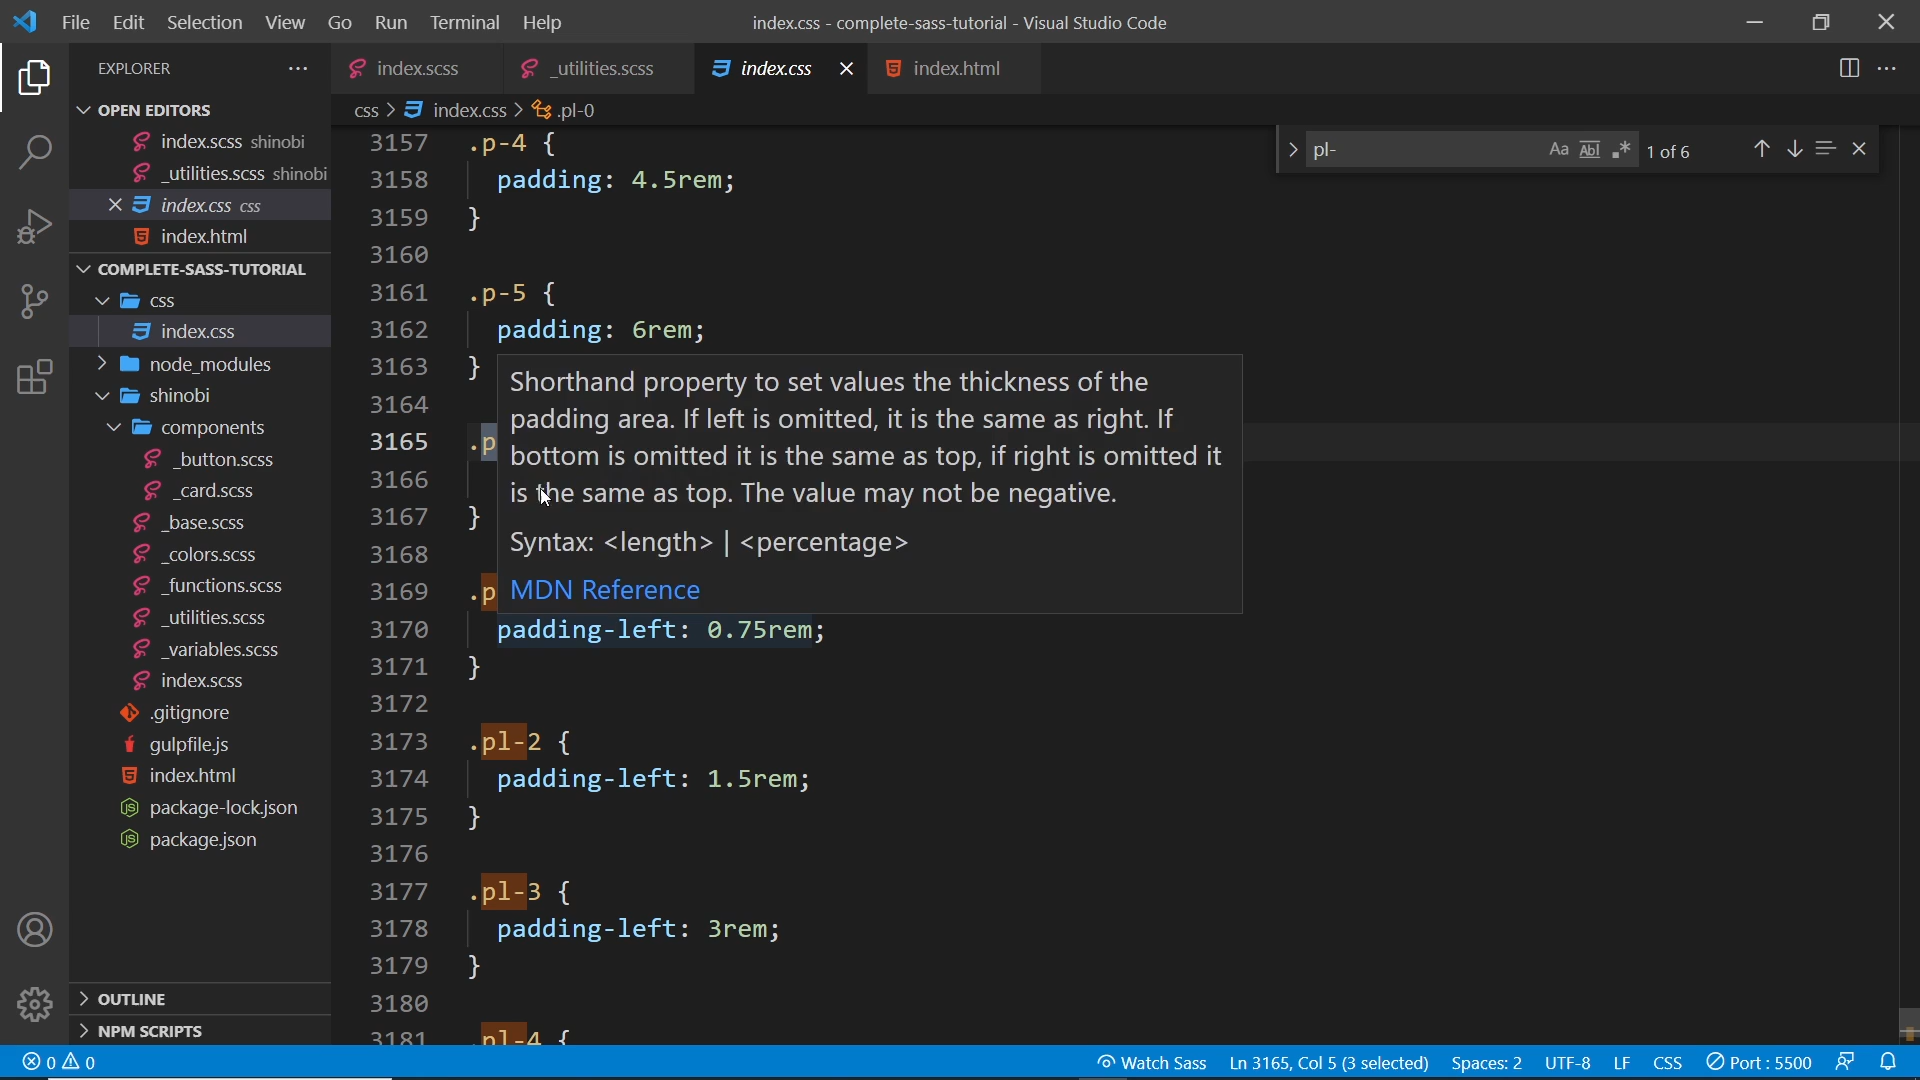 File Edit Selection View Go Run Terminal Help
index.css - complete-sass-tutorial - Visual Studio Code
EXPLORER
index.scss
_utilities.scss
index.css
index.html
OPEN EDITORS
index.scss shinobi
_utilities.scss shinobi
index.css css
index.html
COMPLETE-SASS-TUTORIAL
css
index.css
node_modules
shinobi
components
_button.scss
_card.scss
_base.scss
_colors.scss
_functions.scss
_utilities.scss
_variables.scss
index.scss
.gitignore
gulpfile.js
index.html
package-lock.json
package.json
OUTLINE
NPM SCRIPTS
css > index.css > .pl-0
pl-
Aa Abl .* 1 of 6
3157 .p-4 {
3158 padding: 4.5rem;
3159 }
3160
3161 .p-5 {
3162 padding: 6rem;
3163 }
3164
3165 .p
3166
3167 }
3168
3169 .p
3170 padding-left: 0.75rem;
3171 }
3172
3173 .pl-2 {
3174 padding-left: 1.5rem;
3175 }
3176
3177 .pl-3 {
3178 padding-left: 3rem;
3179 }
3180
3181 .pl-4 {
Shorthand property to set values the thickness of the
padding area. If left is omitted, it is the same as right. If
bottom is omitted it is the same as top, if right is omitted it
is the same as top. The value may not be negative.
Syntax: <length> | <percentage>
MDN Reference
0 0
Watch Sass Ln 3165, Col 5 (3 selected) Spaces: 2 UTF-8 LF CSS Port : 5500